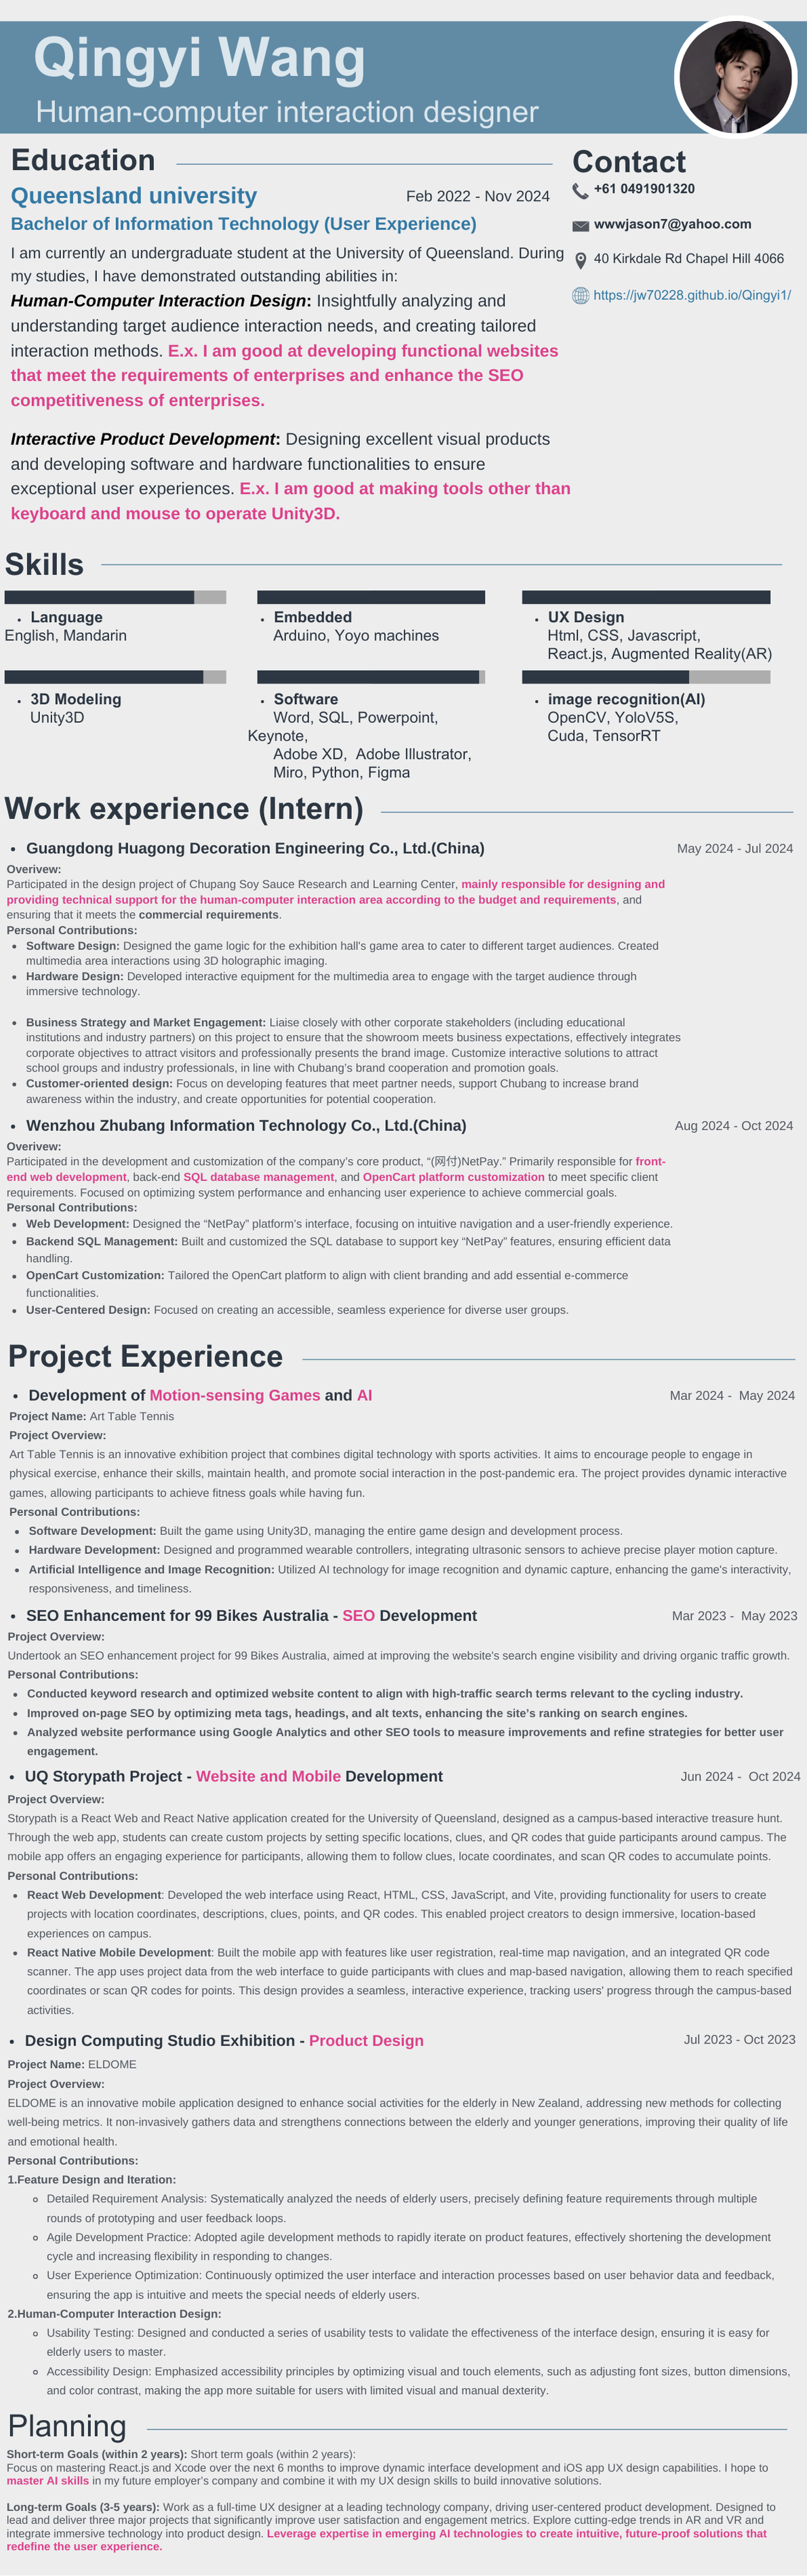 Qingyi Wang
Human-computer interaction designer
Education
Queensland university
Feb 2022 - Nov 2024
Bachelor of Information Technology (User Experience)
I am currently an undergraduate student at the University of Queensland. During
my studies, I have demonstrated outstanding abilities in:
Human-Computer Interaction Design: Insightfully analyzing and
understanding target audience interaction needs, and creating tailored
interaction methods. E.x. I am good at developing functional websites
that meet the requirements of enterprises and enhance the SEO
competitiveness of enterprises.
Interactive Product Development: Designing excellent visual products
and developing software and hardware functionalities to ensure
exceptional user experiences. E.x. I am good at making tools other than
keyboard and mouse to operate Unity3D.
Contact
+61 0491901320
wwwjason7@yahoo.com
40 Kirkdale Rd Chapel Hill 4066
https://jw70228.github.io/Qingyi1/
Skills
• Language
English, Mandarin
• Embedded
Arduino, Yoyo machines
• UX Design
Html, CSS, Javascript,
React.js, Augmented Reality(AR)
• 3D Modeling
Unity3D
• Software
Word, SQL, Powerpoint,
Keynote,
Adobe XD,  Adobe Illustrator,
Miro, Python, Figma
• image recognition(AI)
OpenCV, YoloV5S,
Cuda, TensorRT
Work experience (Intern)
• Guangdong Huagong Decoration Engineering Co., Ltd.(China)
May 2024 - Jul 2024
Overivew:
Participated in the design project of Chupang Soy Sauce Research and Learning Center, mainly responsible for designing and
providing technical support for the human-computer interaction area according to the budget and requirements, and
ensuring that it meets the commercial requirements.
Personal Contributions:
• Software Design: Designed the game logic for the exhibition hall's game area to cater to different target audiences. Created
multimedia area interactions using 3D holographic imaging.
• Hardware Design: Developed interactive equipment for the multimedia area to engage with the target audience through
immersive technology.
• Business Strategy and Market Engagement: Liaise closely with other corporate stakeholders (including educational
institutions and industry partners) on this project to ensure that the showroom meets business expectations, effectively integrates
corporate objectives to attract visitors and professionally presents the brand image. Customize interactive solutions to attract
school groups and industry professionals, in line with Chubang's brand cooperation and promotion goals.
• Customer-oriented design: Focus on developing features that meet partner needs, support Chubang to increase brand
awareness within the industry, and create opportunities for potential cooperation.
• Wenzhou Zhubang Information Technology Co., Ltd.(China)
Aug 2024 - Oct 2024
Overivew:
Participated in the development and customization of the company's core product, “(网付)NetPay.” Primarily responsible for front-
end web development, back-end SQL database management, and OpenCart platform customization to meet specific client
requirements. Focused on optimizing system performance and enhancing user experience to achieve commercial goals.
Personal Contributions:
• Web Development: Designed the “NetPay” platform's interface, focusing on intuitive navigation and a user-friendly experience.
• Backend SQL Management: Built and customized the SQL database to support key “NetPay” features, ensuring efficient data
handling.
• OpenCart Customization: Tailored the OpenCart platform to align with client branding and add essential e-commerce
functionalities.
• User-Centered Design: Focused on creating an accessible, seamless experience for diverse user groups.
Project Experience
• Development of Motion-sensing Games and AI
Mar 2024 -  May 2024
Project Name: Art Table Tennis
Project Overview:
Art Table Tennis is an innovative exhibition project that combines digital technology with sports activities. It aims to encourage people to engage in
physical exercise, enhance their skills, maintain health, and promote social interaction in the post-pandemic era. The project provides dynamic interactive
games, allowing participants to achieve fitness goals while having fun.
Personal Contributions:
• Software Development: Built the game using Unity3D, managing the entire game design and development process.
• Hardware Development: Designed and programmed wearable controllers, integrating ultrasonic sensors to achieve precise player motion capture.
• Artificial Intelligence and Image Recognition: Utilized AI technology for image recognition and dynamic capture, enhancing the game's interactivity,
responsiveness, and timeliness.
• SEO Enhancement for 99 Bikes Australia - SEO Development
Mar 2023 -  May 2023
Project Overview:
Undertook an SEO enhancement project for 99 Bikes Australia, aimed at improving the website's search engine visibility and driving organic traffic growth.
Personal Contributions:
• Conducted keyword research and optimized website content to align with high-traffic search terms relevant to the cycling industry.
• Improved on-page SEO by optimizing meta tags, headings, and alt texts, enhancing the site's ranking on search engines.
• Analyzed website performance using Google Analytics and other SEO tools to measure improvements and refine strategies for better user
engagement.
• UQ Storypath Project - Website and Mobile Development
Jun 2024 -  Oct 2024
Project Overview:
Storypath is a React Web and React Native application created for the University of Queensland, designed as a campus-based interactive treasure hunt.
Through the web app, students can create custom projects by setting specific locations, clues, and QR codes that guide participants around campus. The
mobile app offers an engaging experience for participants, allowing them to follow clues, locate coordinates, and scan QR codes to accumulate points.
Personal Contributions:
• React Web Development: Developed the web interface using React, HTML, CSS, JavaScript, and Vite, providing functionality for users to create
projects with location coordinates, descriptions, clues, points, and QR codes. This enabled project creators to design immersive, location-based
experiences on campus.
• React Native Mobile Development: Built the mobile app with features like user registration, real-time map navigation, and an integrated QR code
scanner. The app uses project data from the web interface to guide participants with clues and map-based navigation, allowing them to reach specified
coordinates or scan QR codes for points. This design provides a seamless, interactive experience, tracking users' progress through the campus-based
activities.
• Design Computing Studio Exhibition - Product Design
Jul 2023 - Oct 2023
Project Name: ELDOME
Project Overview:
ELDOME is an innovative mobile application designed to enhance social activities for the elderly in New Zealand, addressing new methods for collecting
well-being metrics. It non-invasively gathers data and strengthens connections between the elderly and younger generations, improving their quality of life
and emotional health.
Personal Contributions:
1.Feature Design and Iteration:
Detailed Requirement Analysis: Systematically analyzed the needs of elderly users, precisely defining feature requirements through multiple
rounds of prototyping and user feedback loops.
Agile Development Practice: Adopted agile development methods to rapidly iterate on product features, effectively shortening the development
cycle and increasing flexibility in responding to changes.
User Experience Optimization: Continuously optimized the user interface and interaction processes based on user behavior data and feedback,
ensuring the app is intuitive and meets the special needs of elderly users.
2.Human-Computer Interaction Design:
Usability Testing: Designed and conducted a series of usability tests to validate the effectiveness of the interface design, ensuring it is easy for
elderly users to master.
Accessibility Design: Emphasized accessibility principles by optimizing visual and touch elements, such as adjusting font sizes, button dimensions,
and color contrast, making the app more suitable for users with limited visual and manual dexterity.
Planning
Short-term Goals (within 2 years): Short term goals (within 2 years):
Focus on mastering React.js and Xcode over the next 6 months to improve dynamic interface development and iOS app UX design capabilities. I hope to
master AI skills in my future employer's company and combine it with my UX design skills to build innovative solutions.
Long-term Goals (3-5 years): Work as a full-time UX designer at a leading technology company, driving user-centered product development. Designed to
lead and deliver three major projects that significantly improve user satisfaction and engagement metrics. Explore cutting-edge trends in AR and VR and
integrate immersive technology into product design. Leverage expertise in emerging AI technologies to create intuitive, future-proof solutions that
redefine the user experience.